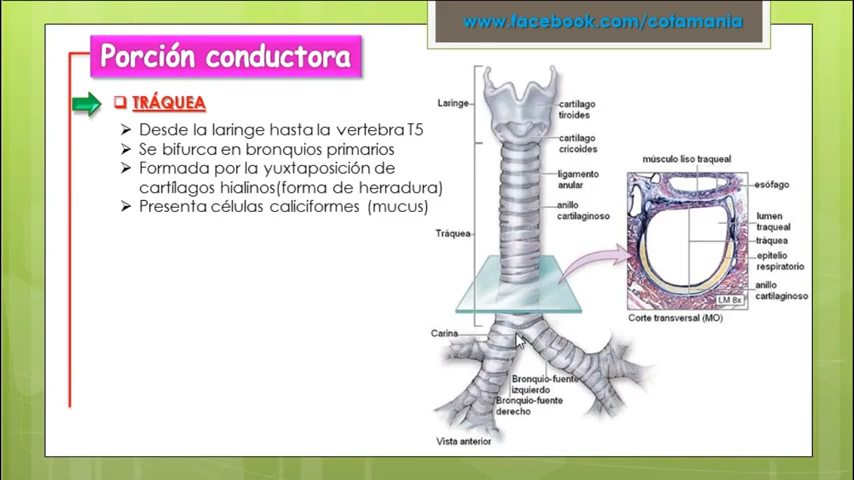 www.facebook.com/cotamania
Porción conductora
TRÁQUEA
Desde la laringe hasta la vertebra T5
Se bifurca en bronquios primarios
Formada por la yuxtaposición de
cartílagos hialinos(forma de herradura)
Presenta células caliciformes (mucus)
Laringe
cartílago
tiroides
cartílago
cricoides
ligamento
anular
anillo
cartilaginoso
Tráquea
Carina
Bronquio-fuente
izquierdo
Bronquio-fuente
derecho
Vista anterior
músculo liso traqueal
esófago
lumen
traqueal
tráquea
epitelio
respiratorio
anillo
cartilaginoso
LM 8x
Corte transversal (MO)